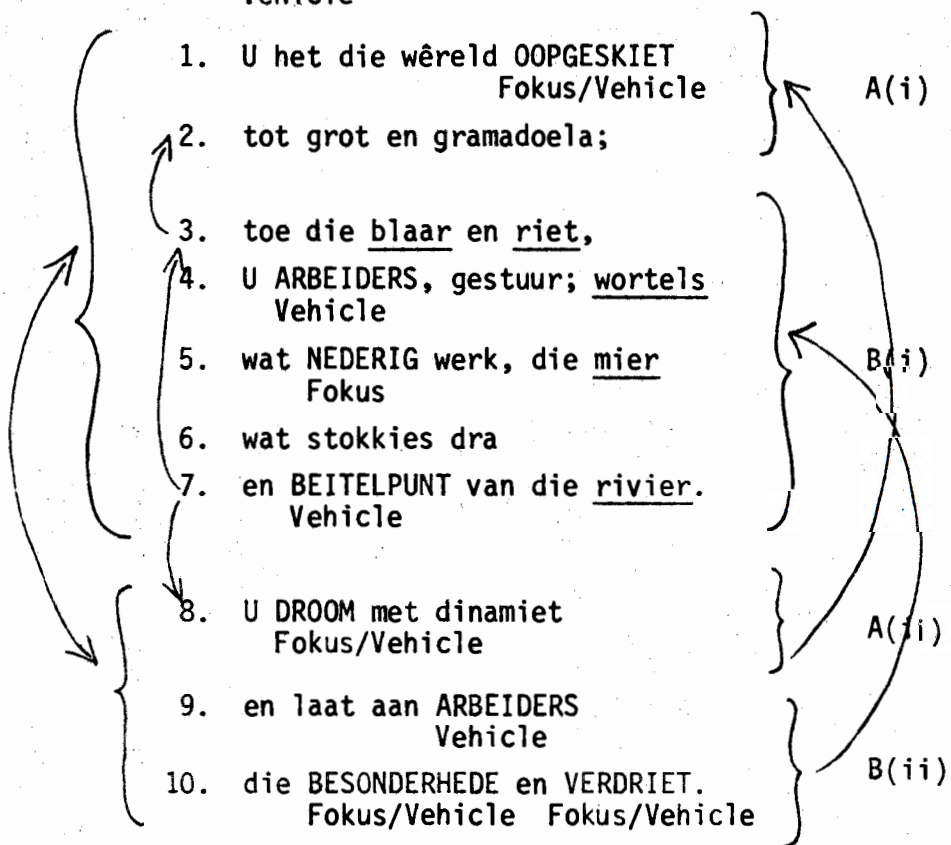 Vehicle
1. U het die wêreld OOPGESKIET
Fokus/Vehicle
A(i)
2. tot grot en gramadoela;
3. toe die blaar en riet,
4. U ARBEIDERS, gestuur; wortels
Vehicle
5. wat NEDERIG werk, die mier
Fokus
B(i)
6. wat stokkies dra
7. en BEITELPUNT van die rivier.
Vehicle
8. U DROOM met dinamiet
Fokus/Vehicle
A(ii)
9. en laat aan ARBEIDERS
Vehicle
10. die BESONDERHEDE en VERDRIET.
Fokus/Vehicle Fokus/Vehicle
B(ii)